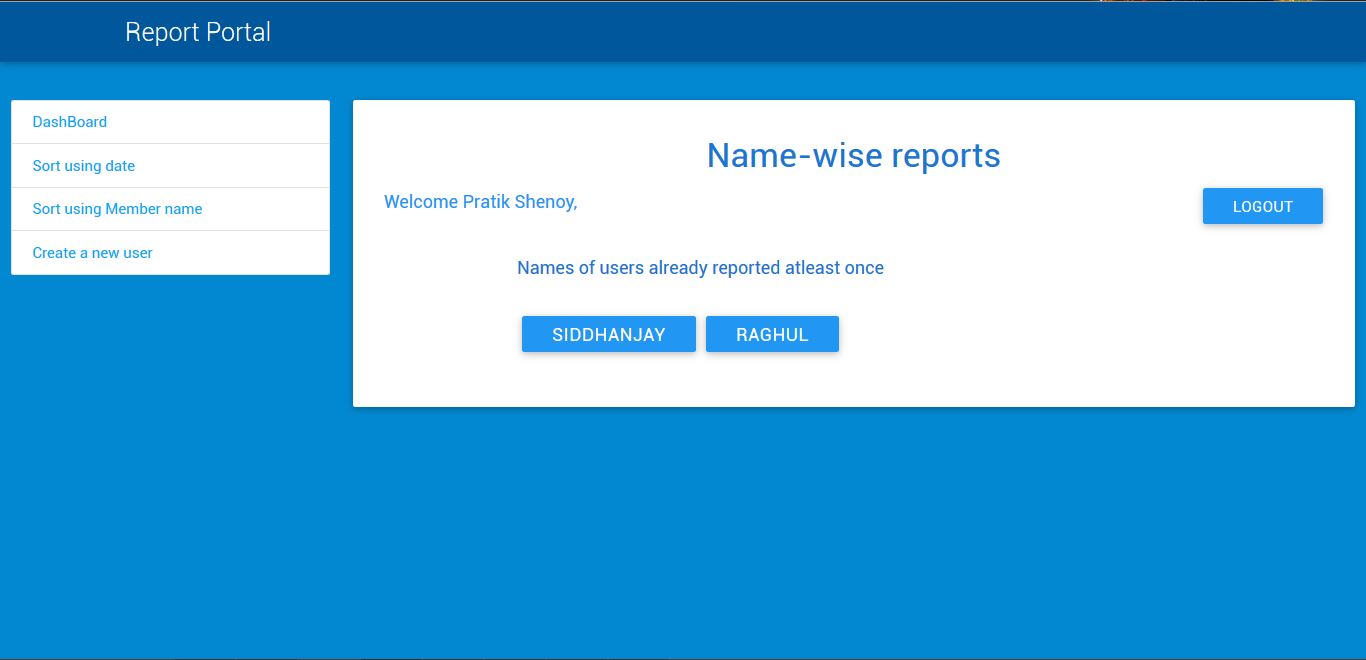 Report Portal
DashBoard
Sort using date
Sort using Member name
Create a new user
Name-wise reports
Welcome Pratik Shenoy,
LOGOUT
Names of users already reported atleast once
SIDDHANJAY RAGHUL